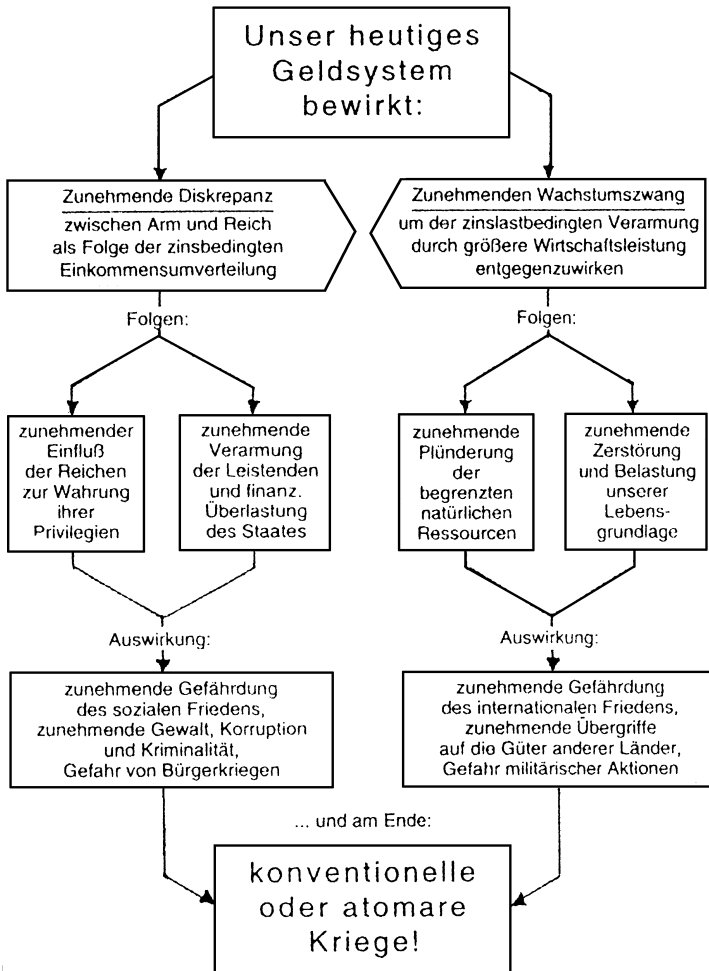 Unser heutiges
Geldsystem
bewirkt:
Zunehmende Diskrepanz
zwischen Arm und Reich
als Folge der zinsbedingten
Einkommensumverteilung
Zunehmenden Wachstumszwang
um der zinslastbedingten Verarmung
durch größere Wirtschaftsleistung
entgegenzuwirken
Folgen:
Folgen:
zunehmender
Einfluß
der Reichen
zur Wahrung
ihrer
Privilegien
zunehmende
Verarmung
der Leistenden
und finanz.
Überlastung
des Staates
zunehmende
Plünderung
der
begrenzten
natürlichen
Ressourcen
zunehmende
Zerstörung
und Belastung
unserer
Lebens-
grundlage
Auswirkung:
Auswirkung:
zunehmende Gefährdung
des sozialen Friedens,
zunehmende Gewalt, Korruption
und Kriminalität,
Gefahr von Bürgerkriegen
zunehmende Gefährdung
des internationalen Friedens,
zunehmende Übergriffe
auf die Güter anderer Länder,
Gefahr militärischer Aktionen
... und am Ende:
konventionelle
oder atomare
Kriege!